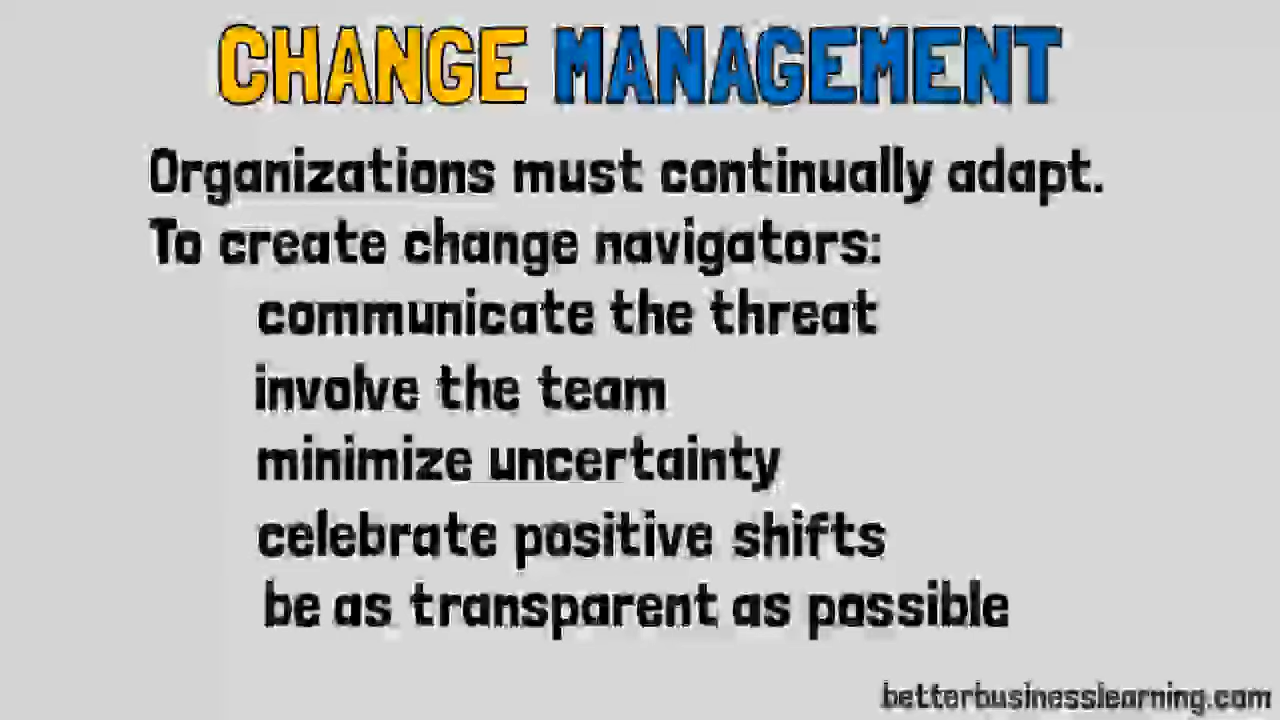 CHANGE MANAGEMENT
Organizations must continually adapt.
To create change navigators:
communicate the threat
involve the team
minimize uncertainty
celebrate positive shifts
be as transparent as possible
betterbusinesslearning.com